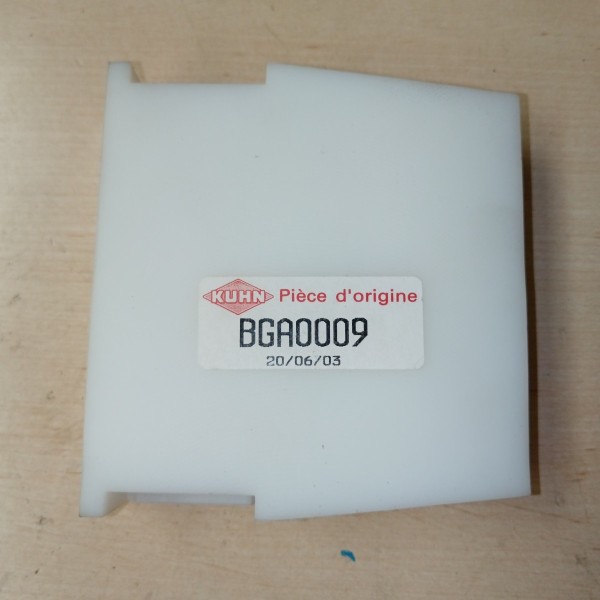 KUHN Pièce d'origine
BGA0009
20/06/03